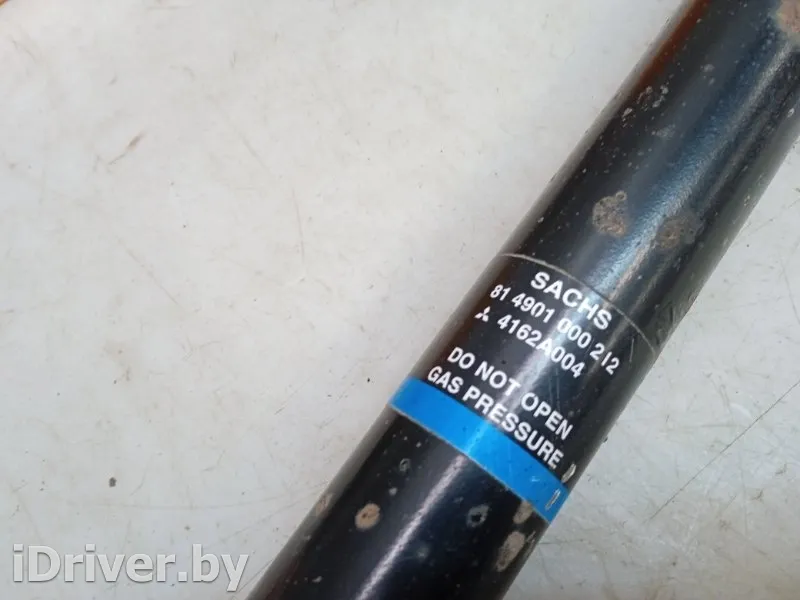 SACHS
81 4901 000 212
4162A004
DO NOT OPEN
GAS PRESSURE
iDriver.by